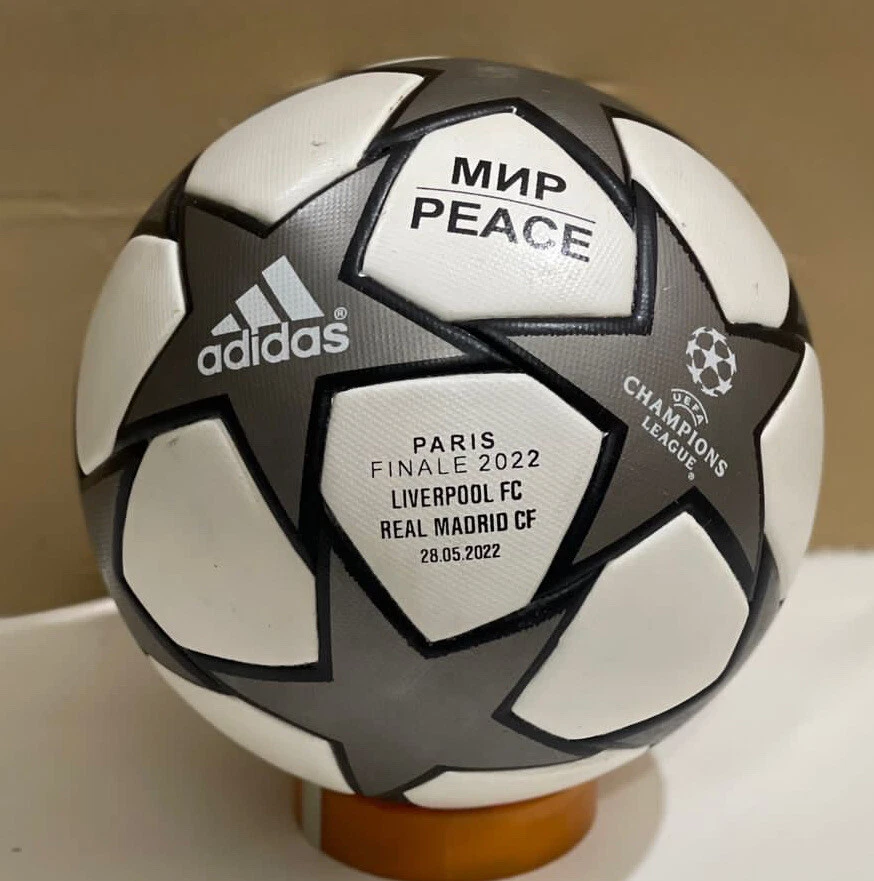 МИР
PEACE
adidas®
UEFA
CHAMPIONS
LEAGUE®
PARIS
FINALE 2022
LIVERPOOL FC
REAL MADRID CF
28.05.2022